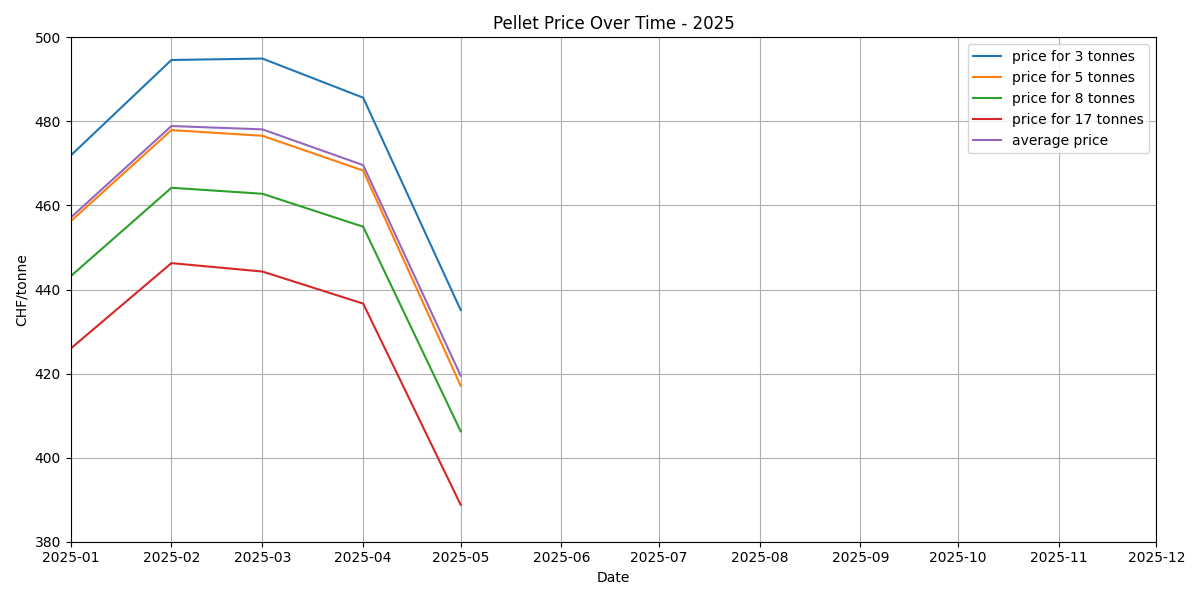 Pellet Price Over Time - 2025
500
480
460
440
420
400
380
CHF/tonne
price for 3 tonnes
price for 5 tonnes
price for 8 tonnes
price for 17 tonnes
average price
2025-01 2025-02 2025-03 2025-04 2025-05 2025-06 2025-07 2025-08 2025-09 2025-10 2025-11 2025-12
Date